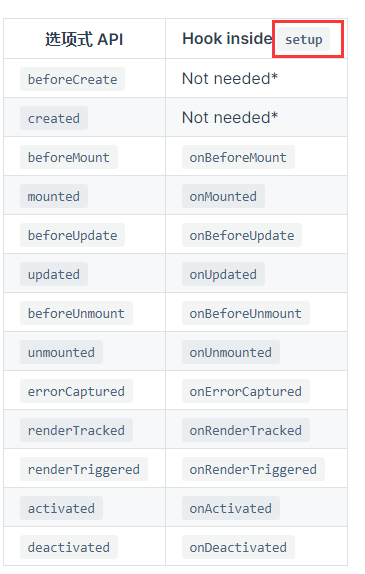 选项式 API Hook inside setup
beforeCreate Not needed*
created Not needed*
beforeMount onBeforeMount
mounted onMounted
beforeUpdate onBeforeUpdate
updated onUpdated
beforeUnmount onBeforeUnmount
unmounted onUnmounted
errorCaptured onErrorCaptured
renderTracked onRenderTracked
renderTriggered onRenderTriggered
activated onActivated
deactivated onDeactivated